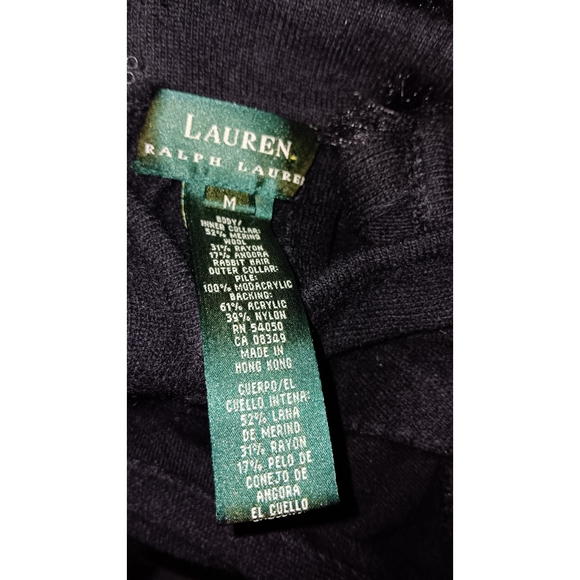 LAUREN
RALPH LAUREN
M
BODY/
INNER COLLAR:
52% MERINO
WOOL
31% RAYON
17% ANGORA
RABBIT HAIR
OUTER COLLAR:
PILE:
100% MODACRYLIC
BACKING:
61% ACRYLIC
39% NYLON
RN 54050
CA 08349
MADE IN
HONG KONG
CUERPO/EL
CUELLO INTENA:
52% LANA
DE MERINO
31% RAYON
17% PELO DE
CONEJO DE
ANGORA
EL CUELLO